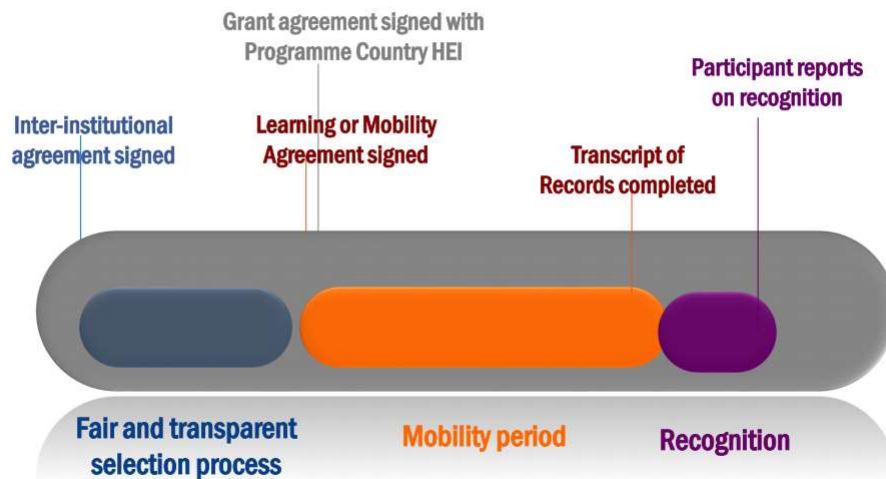 Grant agreement signed with
Programme Country HEI
Participant reports
on recognition
Inter-institutional
agreement signed
Learning or Mobility
Agreement signed
Transcript of
Records completed
Fair and transparent
selection process
Mobility period
Recognition